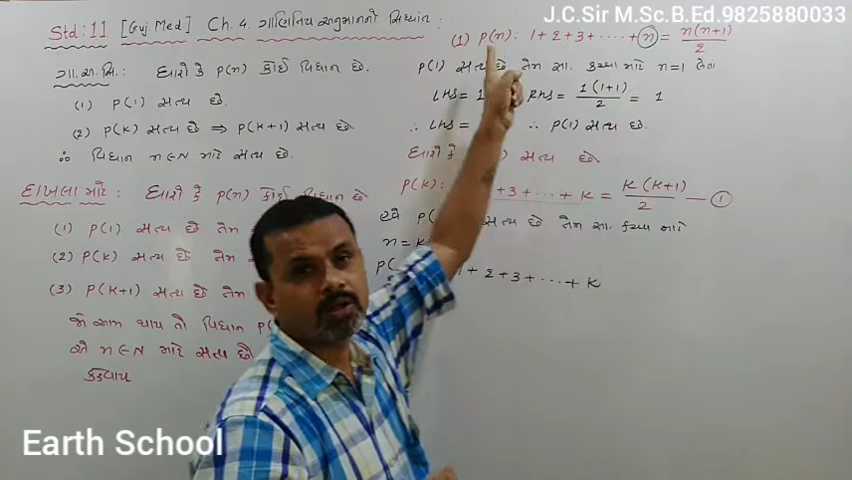 J.C.Sir M.Sc.B.Ed.9825880033
Std:11 [Guj. Med] Ch. 4. ગાણિતિક અનુમાનનો સિદ્ધાંત :
ગા. અ. સિ. : ધારો કે P(n) કોઈ વિધાન છે.
(1) P(1) સત્ય છે.
(2) P(K) સત્ય છે ⇒ P(K+1) સત્ય છે.
∴ વિધાન n∈N માટે સત્ય છે.
દાખલા માટે : ધારો કે P(n) કોઈ વિધાન છે
(1) P(1) સત્ય છે તેમ
(2) P(K) સત્ય છે તેમ
(3) P(K+1) સત્ય છે તેમ
જો આમ થાય તો વિધાન P(
એ n∈N માટે સત્ય છે
કહેવાય
(1) P(n): 1+2+3+.....+n = n(n+1)/2
P(1) સત્ય છે તેમ સા. કરવા માટે n=1 લેતા
LHS = 1 RHS = 1(1+1)/2 = 1
∴ LHS = ∴ P(1) સત્ય છે.
ધારો કે ) સત્ય છે.
P(K): +3+...+K = K(K+1)/2 — 1
હવે P( સત્ય છે તેમ સા. કરવા માટે
n = K
P( 1+2+3+....+K
Earth School